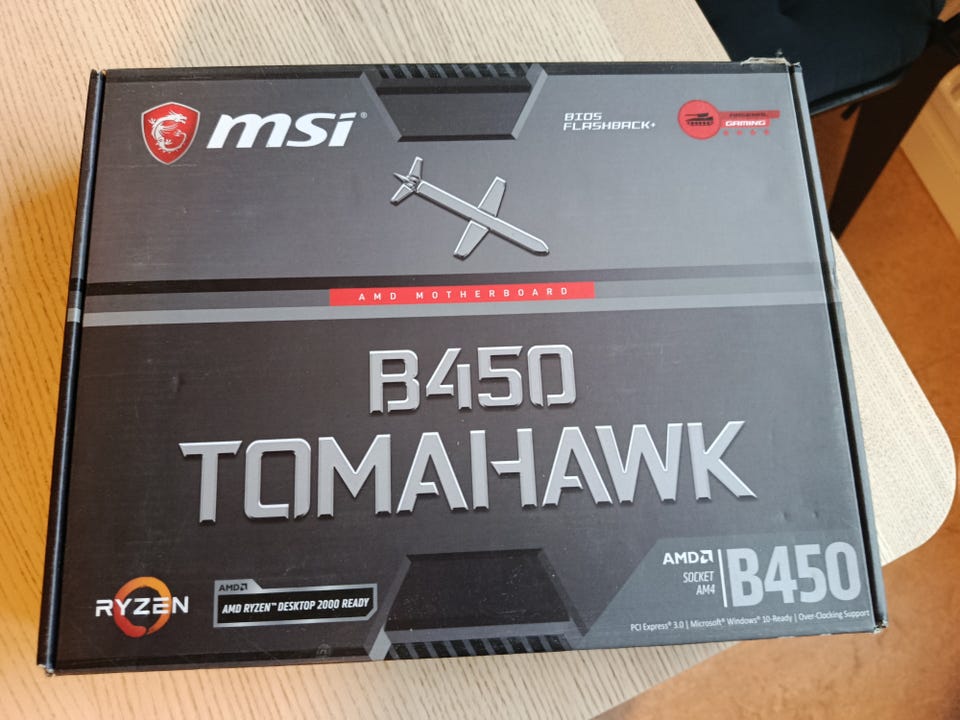 msi®
BIOS
FLASHBACK+
GAMING
AMD MOTHERBOARD
B450
TOMAHAWK
RYZEN
AMD
AMD RYZEN™ DESKTOP 2000 READY
AMD
SOCKET
AM4
B450
PCI Express® 3.0 | Microsoft® Windows® 10-Ready | Over-Clocking Support